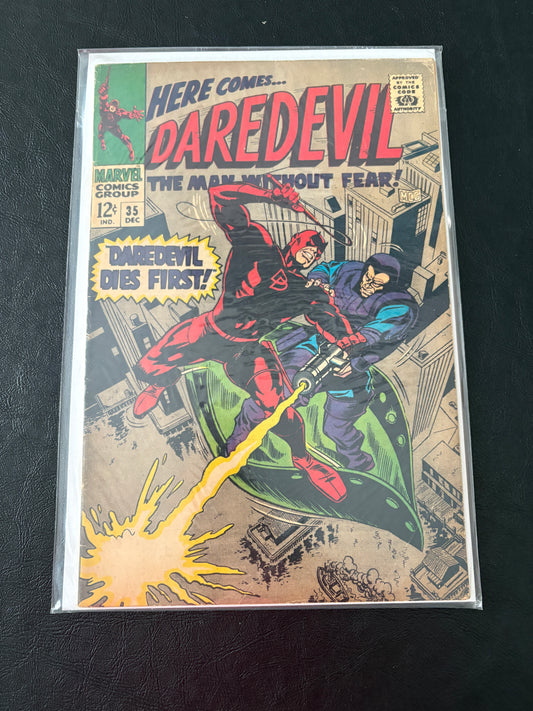 HERE COMES...
DAREDEVIL
THE MAN WITHOUT FEAR!
APPROVED
BY THE
COMICS
CODE
AUTHORITY
MARVEL
COMICS
GROUP
12¢
IND.
35
DEC
DAREDEVIL
DIES FIRST!